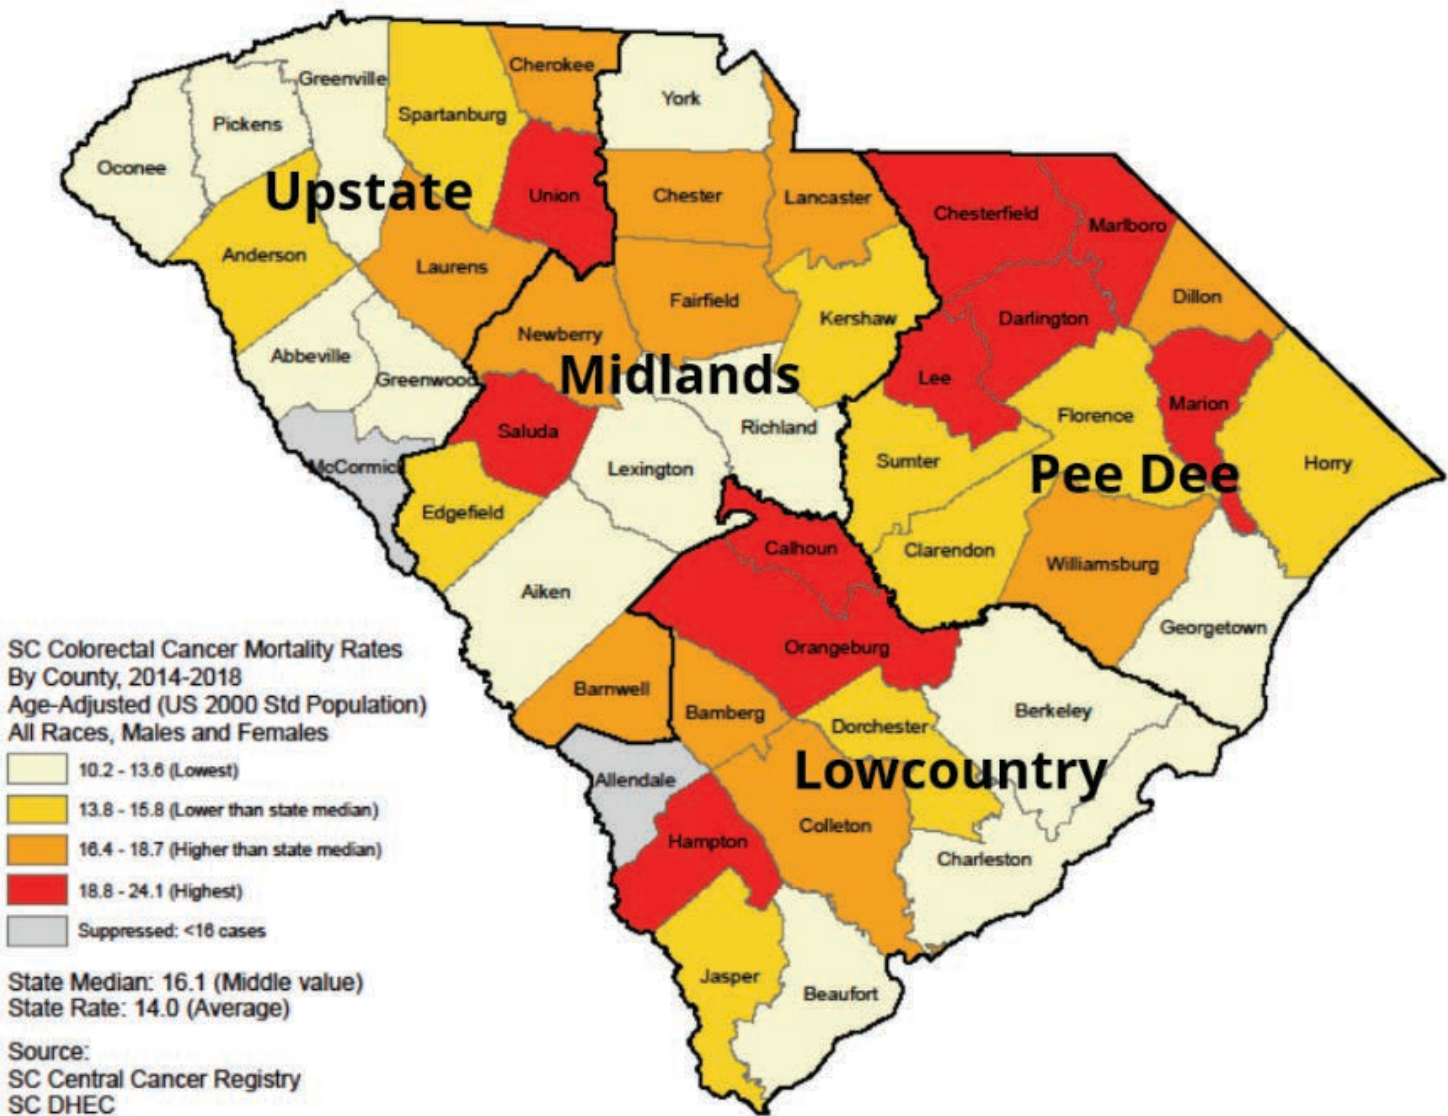 Cherokee
Greenville
York
Spartanburg
Pickens
Oconee
Upstate
Union
Chester
Lancaster
Chesterfield
Marlboro
Anderson
Laurens
Fairfield
Dillon
Kershaw
Darlington
Newberry
Abbeville
Midlands
Greenwood
Lee
Marion
Florence
Richland
Saluda
Sumter
Horry
McCormick
Lexington
Pee Dee
Edgefield
Calhoun
Clarendon
Williamsburg
Aiken
Georgetown
Orangeburg
Barnwell
Bamberg
Berkeley
Dorchester
Lowcountry
Allendale
Colleton
Hampton
Charleston
Jasper
Beaufort
SC Colorectal Cancer Mortality Rates
By County, 2014-2018
Age-Adjusted (US 2000 Std Population)
All Races, Males and Females
10.2 - 13.6 (Lowest)
13.8 - 15.8 (Lower than state median)
16.4 - 18.7 (Higher than state median)
18.8 - 24.1 (Highest)
Suppressed: <16 cases
State Median: 16.1 (Middle value)
State Rate: 14.0 (Average)
Source:
SC Central Cancer Registry
SC DHEC